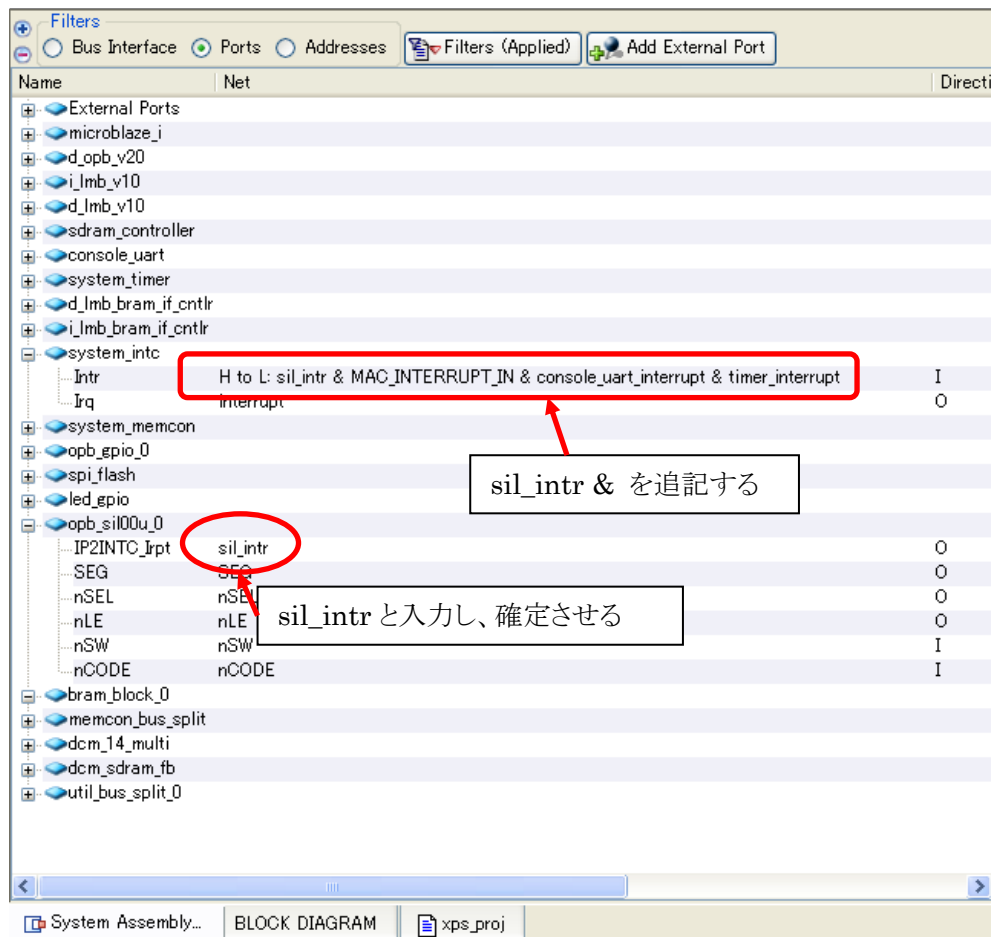 Filters
Bus Interface Ports Addresses Filters (Applied) Add External Port
Name Net Directi
External Ports
microblaze_i
d_opb_v20
i_lmb_v10
d_lmb_v10
sdram_controller
console_uart
system_timer
d_lmb_bram_if_cntlr
i_lmb_bram_if_cntlr
system_intc
Intr H to L: sil_intr & MAC_INTERRUPT_IN & console_uart_interrupt & timer_interrupt I
Irq interrupt O
system_memcon
opb_gpio_0
spi_flash
sil_intr & を追記する
led_gpio
opb_sil00u_0
IP2INTC_Irpt sil_intr O
SEG SEG O
nSEL nSEL O
sil_intr と入力し、確定させる
nLE nLE O
nSW nSW I
nCODE nCODE I
bram_block_0
memcon_bus_split
dcm_14_multi
dcm_sdram_fb
util_bus_split_0
System Assembly... BLOCK DIAGRAM xps_proj